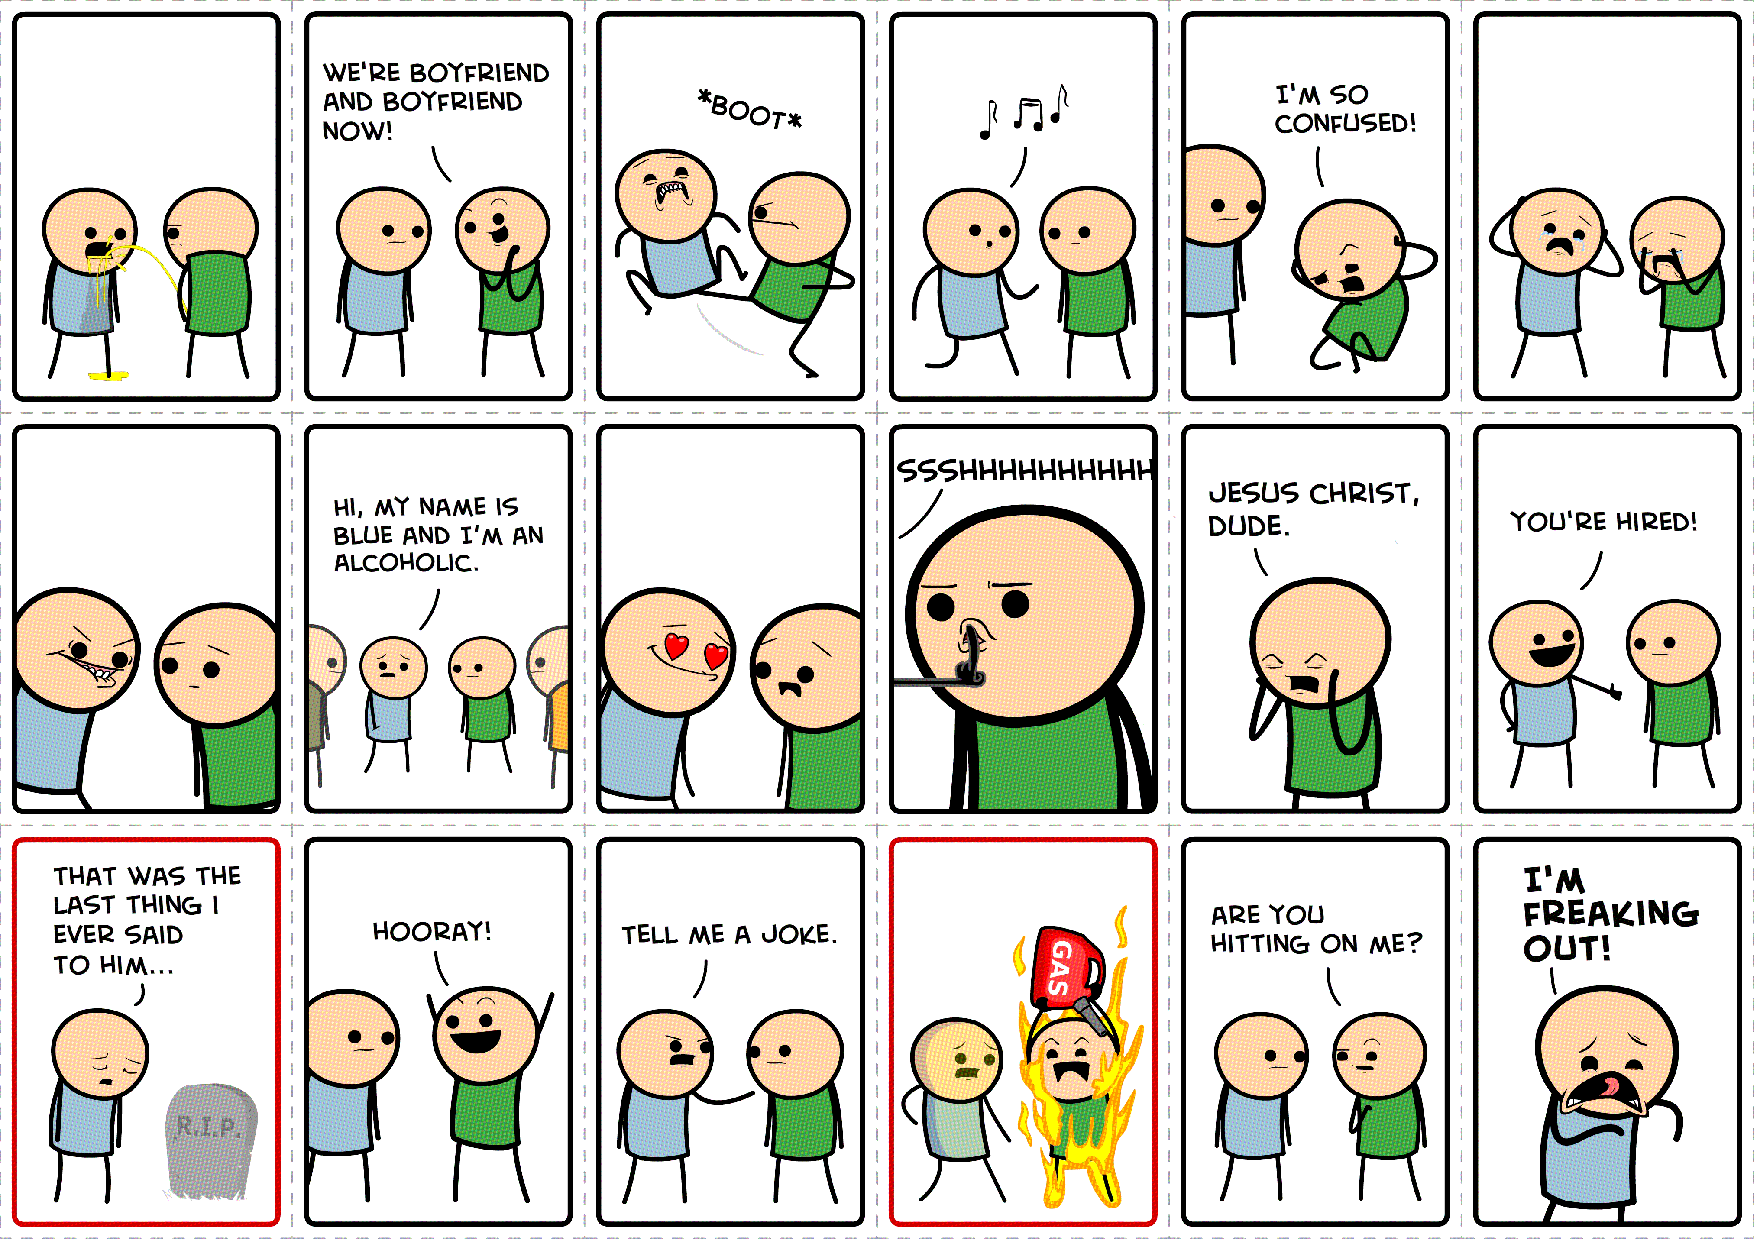 WE'RE BOYFRIEND
AND BOYFRIEND
NOW!
*BOOT*
I'M SO
CONFUSED!
HI, MY NAME IS
BLUE AND I'M AN
ALCOHOLIC.
SSSHHHHHHHHHH
JESUS CHRIST,
DUDE.
YOU'RE HIRED!
THAT WAS THE
LAST THING I
EVER SAID
TO HIM...
R.I.P.
HOORAY!
TELL ME A JOKE.
GAS
ARE YOU
HITTING ON ME?
I'M
FREAKING
OUT!